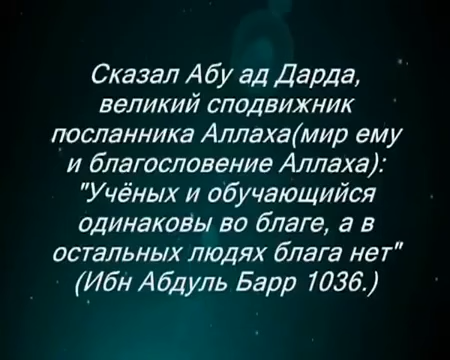 Сказал Абу ад Дарда,
великий сподвижник
посланника Аллаха(мир ему
и благословение Аллаха):
"Учёных и обучающийся
одинаковы во благе, а в
остальных людях блага нет"
(Ибн Абдуль Барр 1036.)